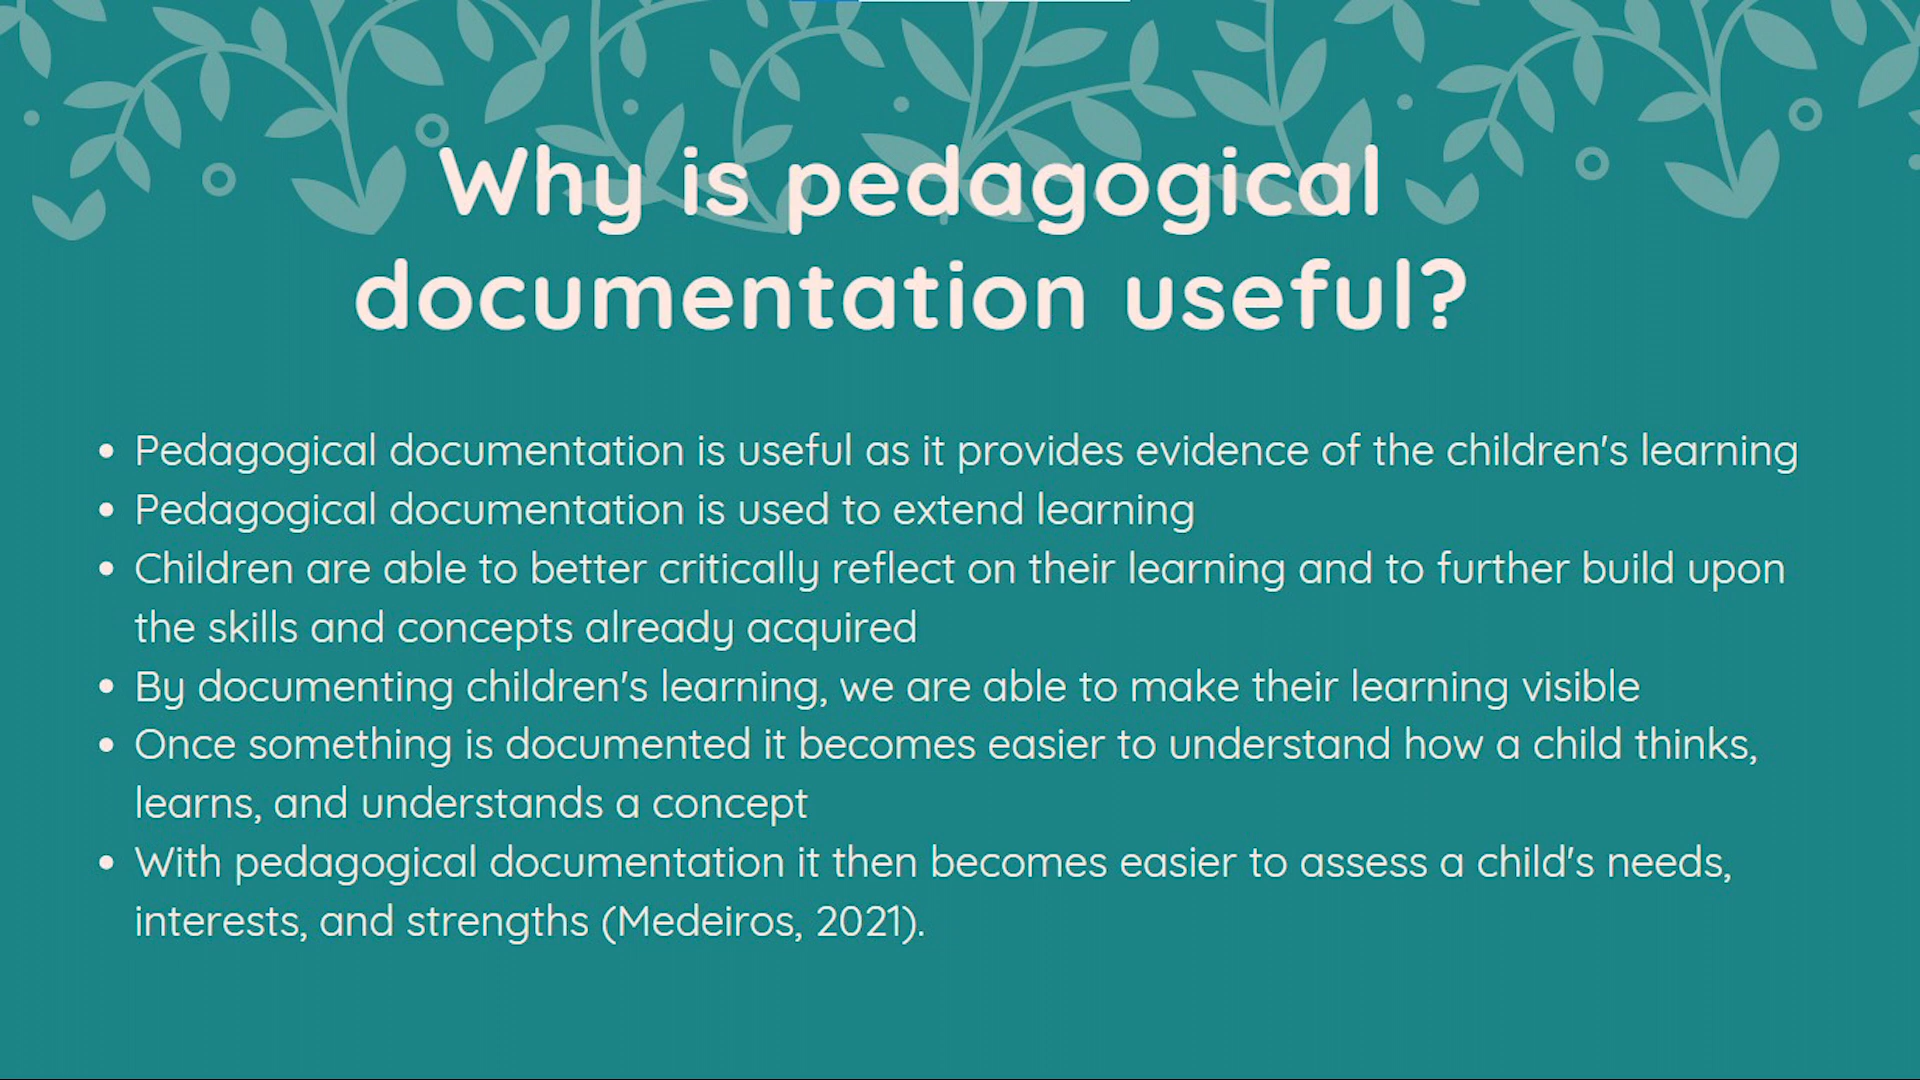 Why is pedagogical
documentation useful?
• Pedagogical documentation is useful as it provides evidence of the children's learning
• Pedagogical documentation is used to extend learning
• Children are able to better critically reflect on their learning and to further build upon
the skills and concepts already acquired
• By documenting children's learning, we are able to make their learning visible
• Once something is documented it becomes easier to understand how a child thinks,
learns, and understands a concept
• With pedagogical documentation it then becomes easier to assess a child's needs,
interests, and strengths (Medeiros, 2021).